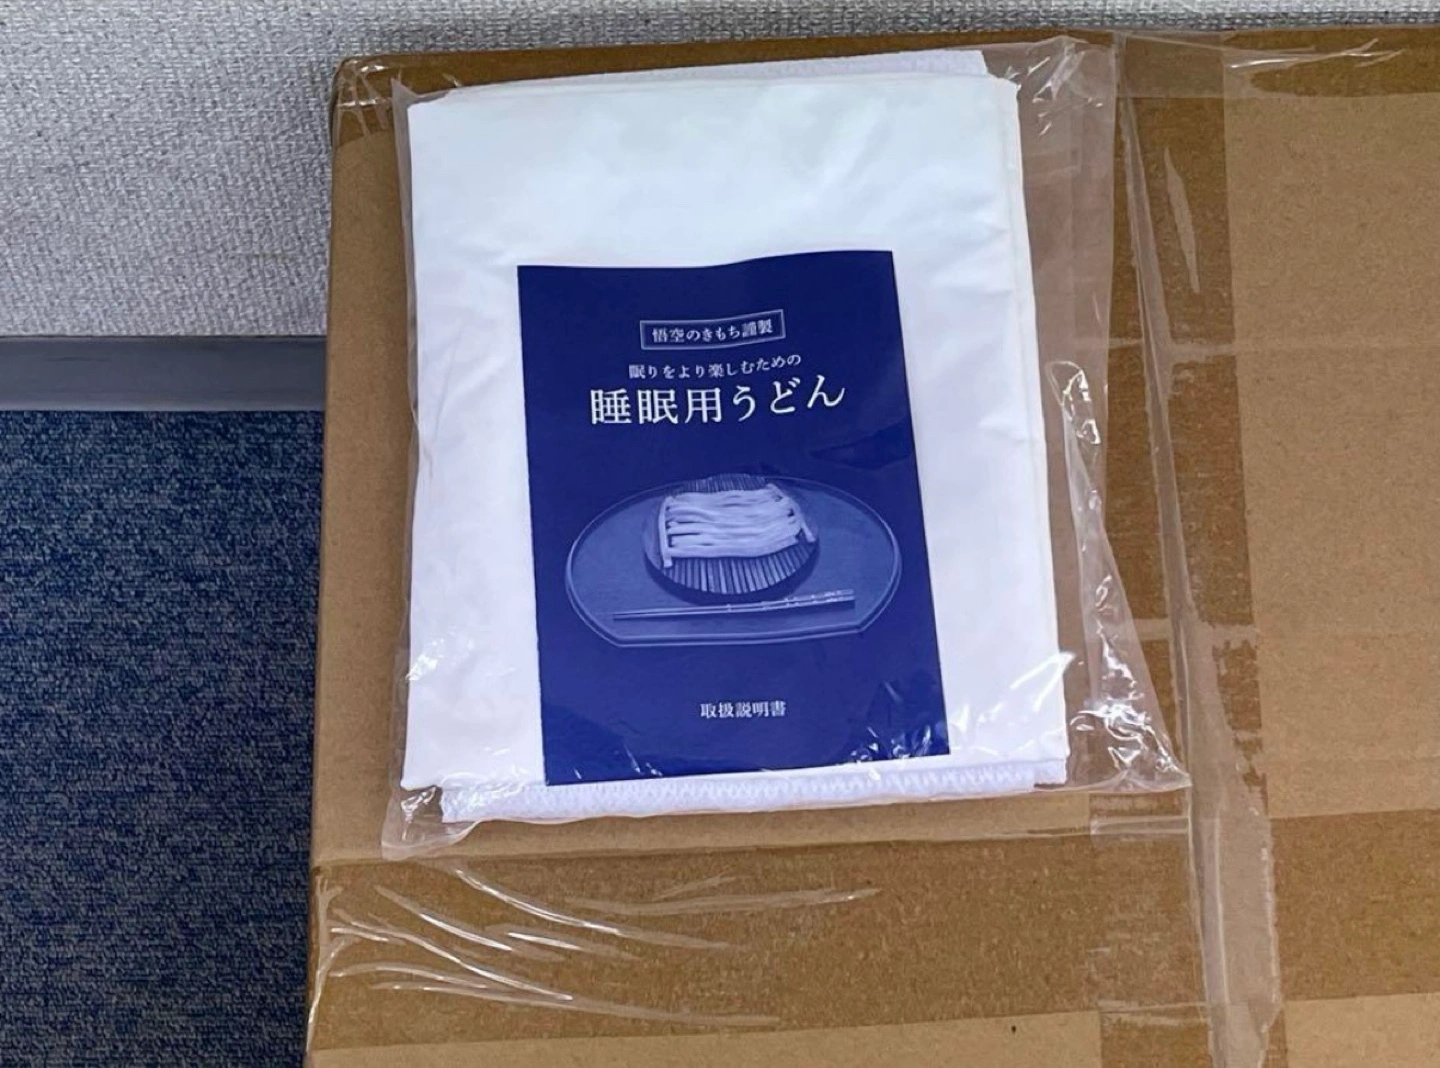 悟空のきもち謹製
眠りをより楽しむための
睡眠用うどん
取扱説明書